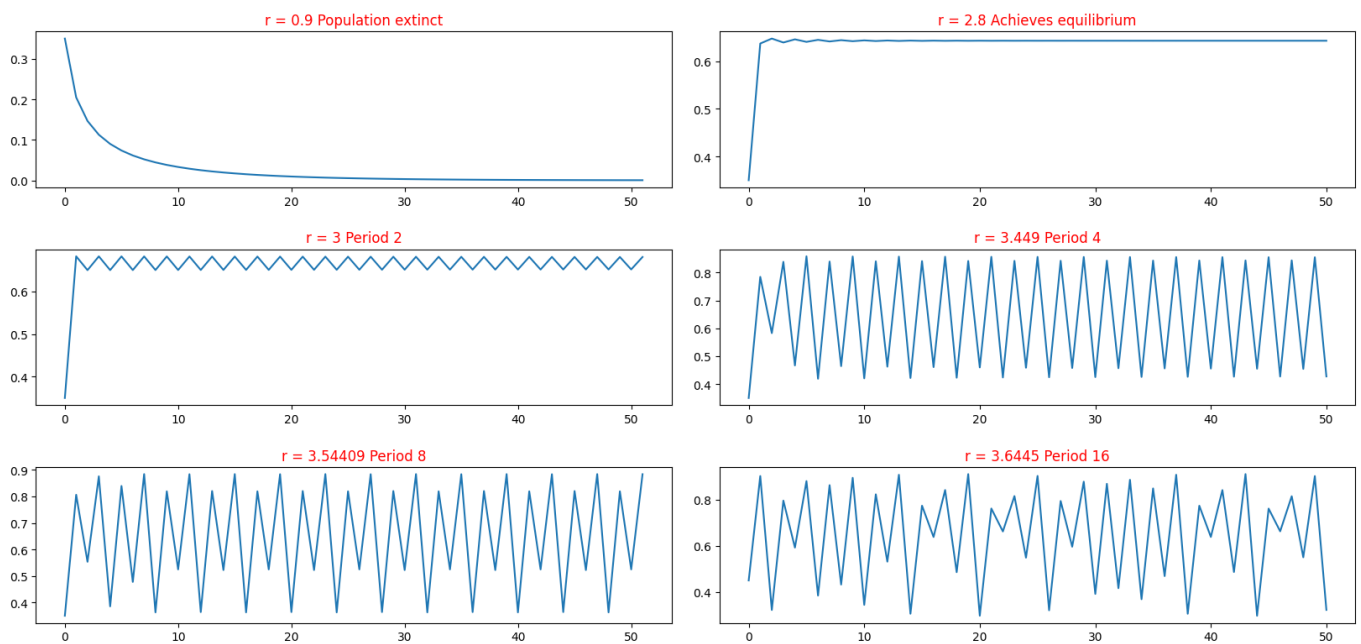 r = 0.9 Population extinct
0.3
0.2
0.1
0.0
0 10 20 30 40 50
r = 2.8 Achieves equilibrium
0.6
0.5
0.4
0 10 20 30 40 50
r = 3 Period 2
0.6
0.5
0.4
0 10 20 30 40 50
r = 3.449 Period 4
0.8
0.7
0.6
0.5
0.4
0 10 20 30 40 50
r = 3.54409 Period 8
0.9
0.8
0.7
0.6
0.5
0.4
0 10 20 30 40 50
r = 3.6445 Period 16
0.8
0.6
0.4
0 10 20 30 40 50